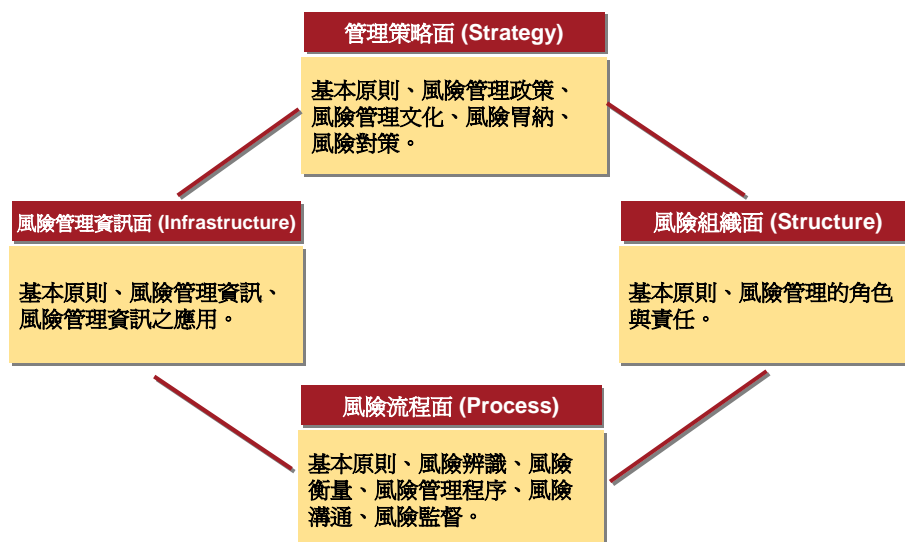 管理策略面 (Strategy)
基本原則、風險管理政策、
風險管理文化、風險胃納、
風險對策。
風險管理資訊面 (Infrastructure)
基本原則、風險管理資訊、
風險管理資訊之應用。
風險組織面 (Structure)
基本原則、風險管理的角色
與責任。
風險流程面 (Process)
基本原則、風險辨識、風險
衡量、風險管理程序、風險
溝通、風險監督。